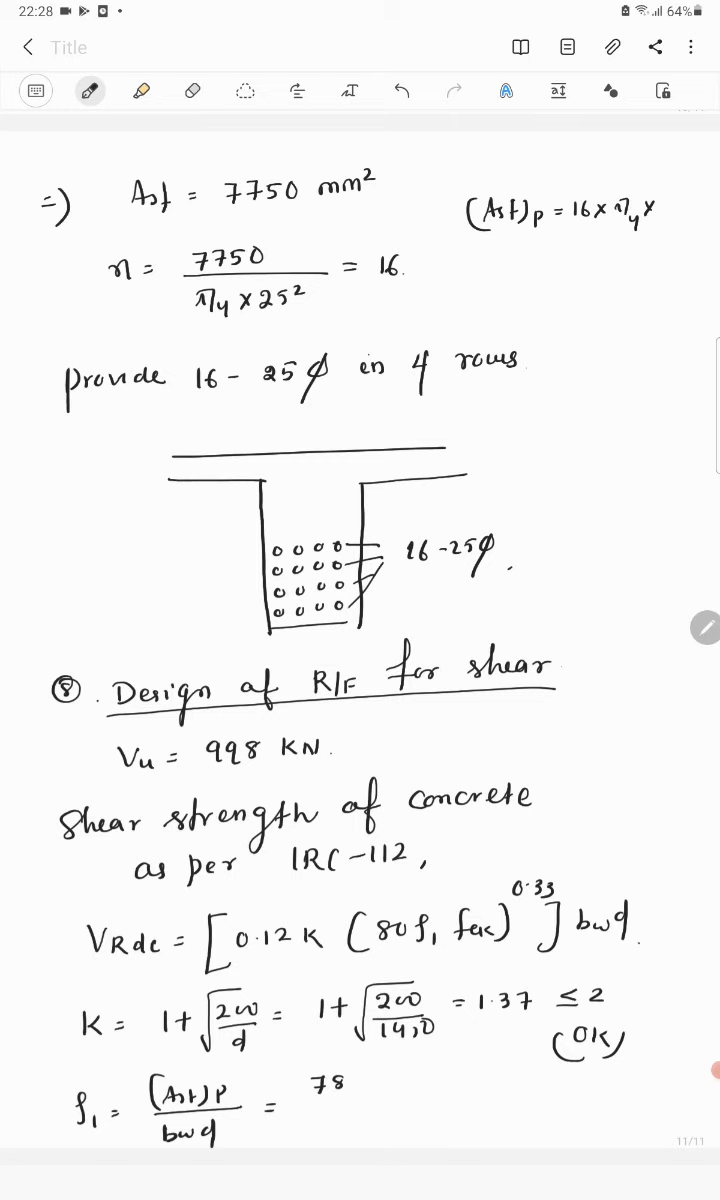 22:28
64%
Title
=) Ast = 7750 mm²
(Ast)p = 16 × π/4 ×
n = 7750 / π/4 × 25² = 16.
provide 16 - 25ϕ in 4 rows
16 - 25ϕ.
⑧. Design of R/F for shear
Vu = 998 KN.
Shear strength of concrete
as per IRC - 112,
VRdc = [0.12 K (80 ρ₁ fck)^0.33] bwd.
K = 1 + √(200/d) = 1 + √(200/1410) = 1.37 ≤ 2
(OK)
ρ₁ = (Ast)p / bwd = 78
11/11